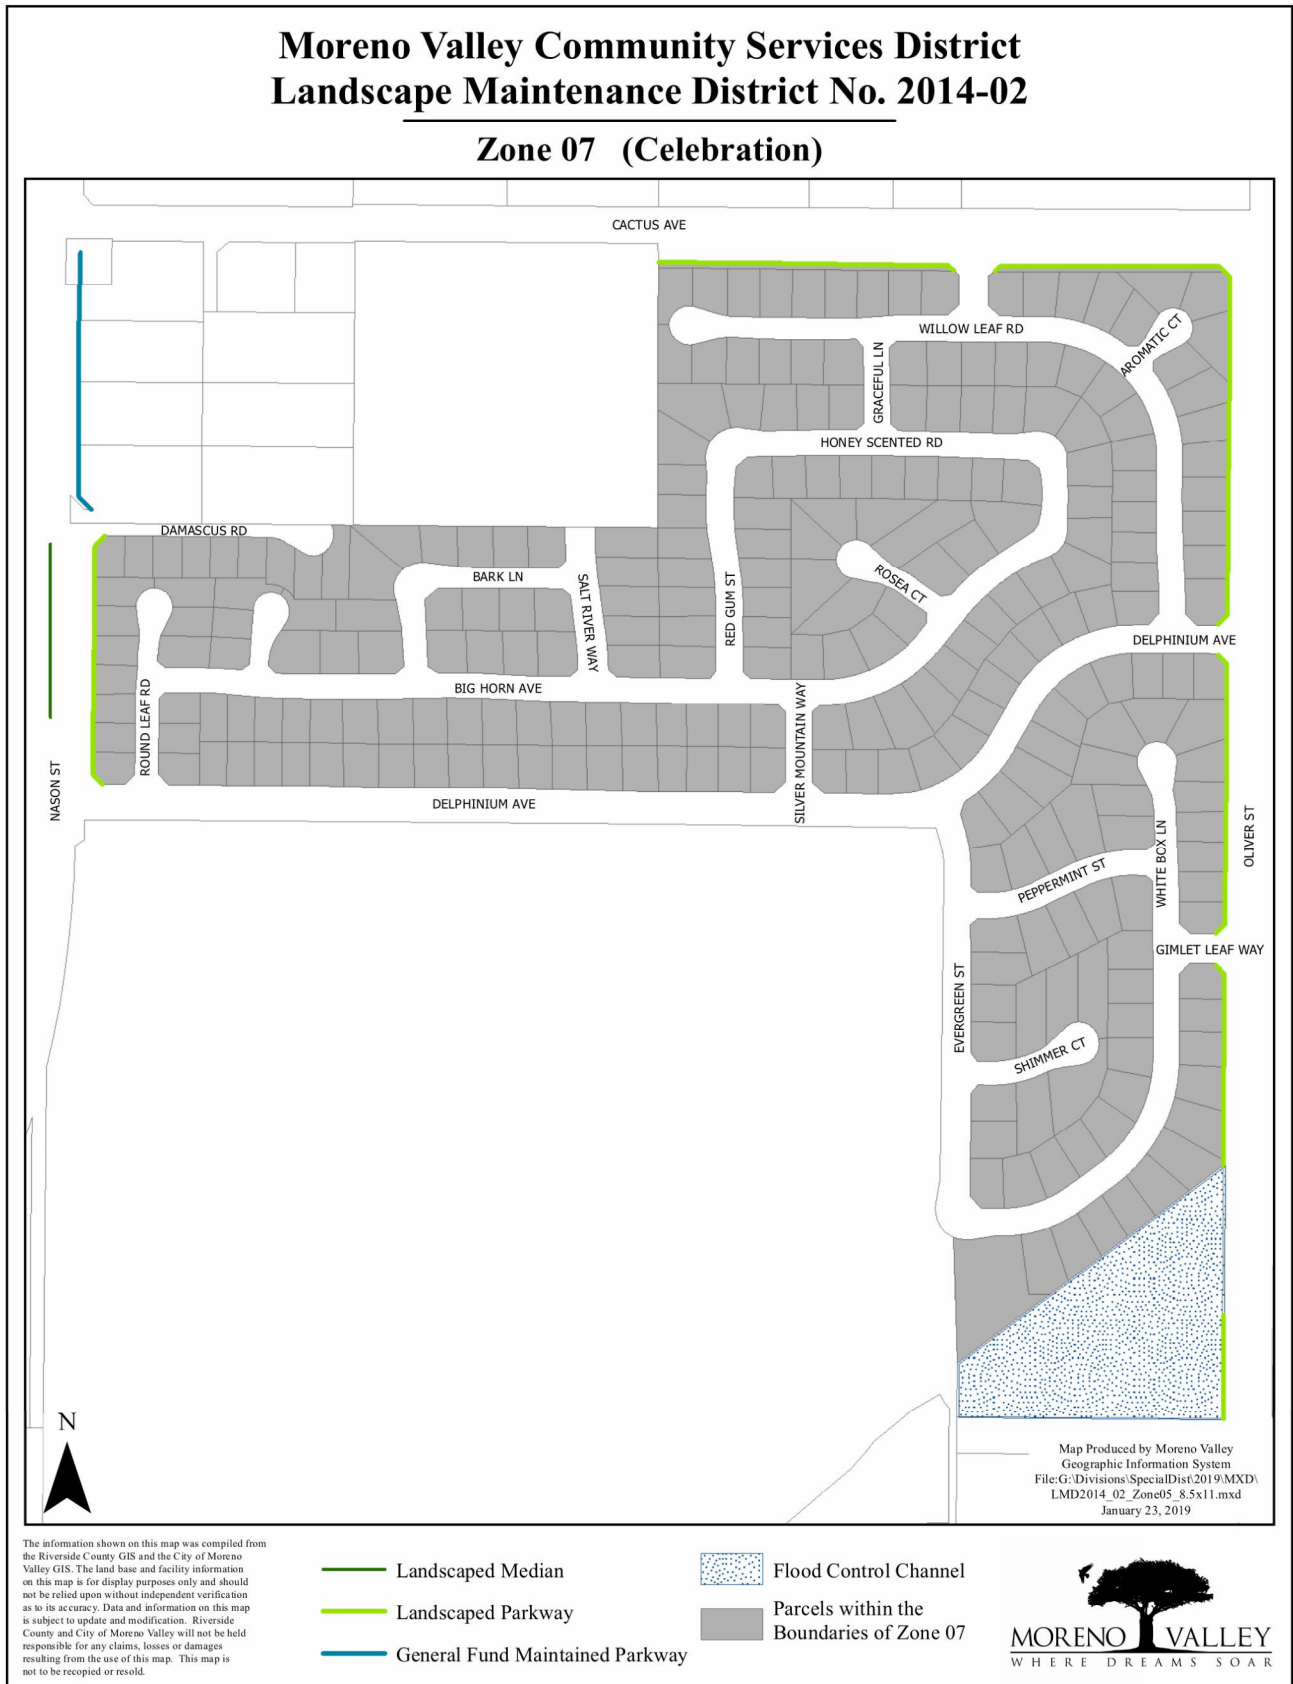 Moreno Valley Community Services District
Landscape Maintenance District No. 2014-02
Zone 07 (Celebration)
CACTUS AVE
WILLOW LEAF RD
AROMATIC CT
GRACEFUL LN
HONEY SCENTED RD
DAMASCUS RD
BARK LN
SALT RIVER WAY
RED GUM ST
ROSEA CT
DELPHINIUM AVE
BIG HORN AVE
ROUND LEAF RD
SILVER MOUNTAIN WAY
NASON ST
DELPHINIUM AVE
OLIVER ST
WHITE BOX LN
PEPPERMINT ST
GIMLET LEAF WAY
EVERGREEN ST
SHIMMER CT
N
Map Produced by Moreno Valley
Geographic Information System
File:G:\Divisions\SpecialDist\2019\MXD\
LMD2014_02_Zone05_8.5x11.mxd
January 23, 2019
The information shown on this map was compiled from
the Riverside County GIS and the City of Moreno
Valley GIS. The land base and facility information
on this map is for display purposes only and should
not be relied upon without independent verification
as to its accuracy. Data and information on this map
is subject to update and modification. Riverside
County and City of Moreno Valley will not be held
responsible for any claims, losses or damages
resulting from the use of this map. This map is
not to be recopied or resold.
Landscaped Median
Landscaped Parkway
General Fund Maintained Parkway
Flood Control Channel
Parcels within the
Boundaries of Zone 07
MORENO VALLEY
WHERE DREAMS SOAR